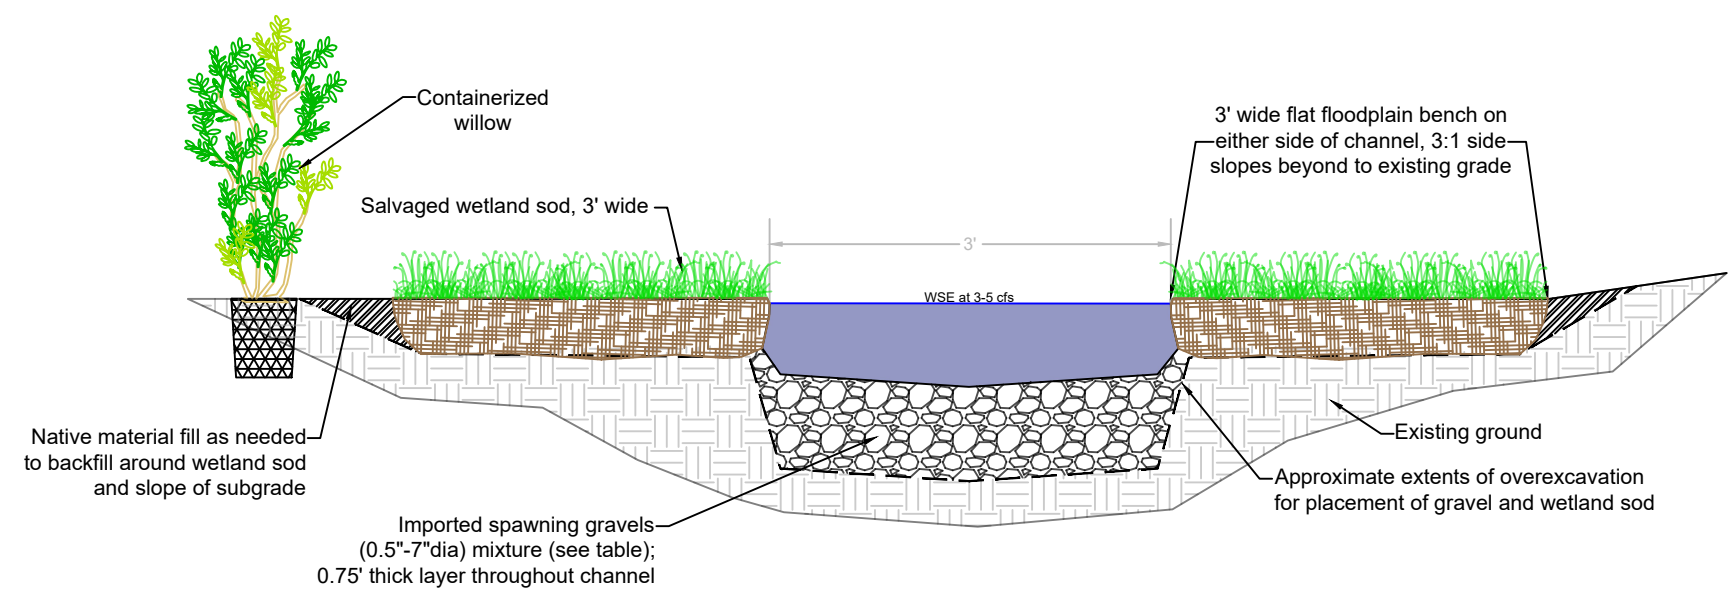 Containerized
willow
3' wide flat floodplain bench on
either side of channel, 3:1 side
slopes beyond to existing grade
Salvaged wetland sod, 3' wide
3'
WSE at 3-5 cfs
Native material fill as needed
to backfill around wetland sod
and slope of subgrade
Existing ground
Approximate extents of overexcavation
for placement of gravel and wetland sod
Imported spawning gravels
(0.5"-7"dia) mixture (see table);
0.75' thick layer throughout channel